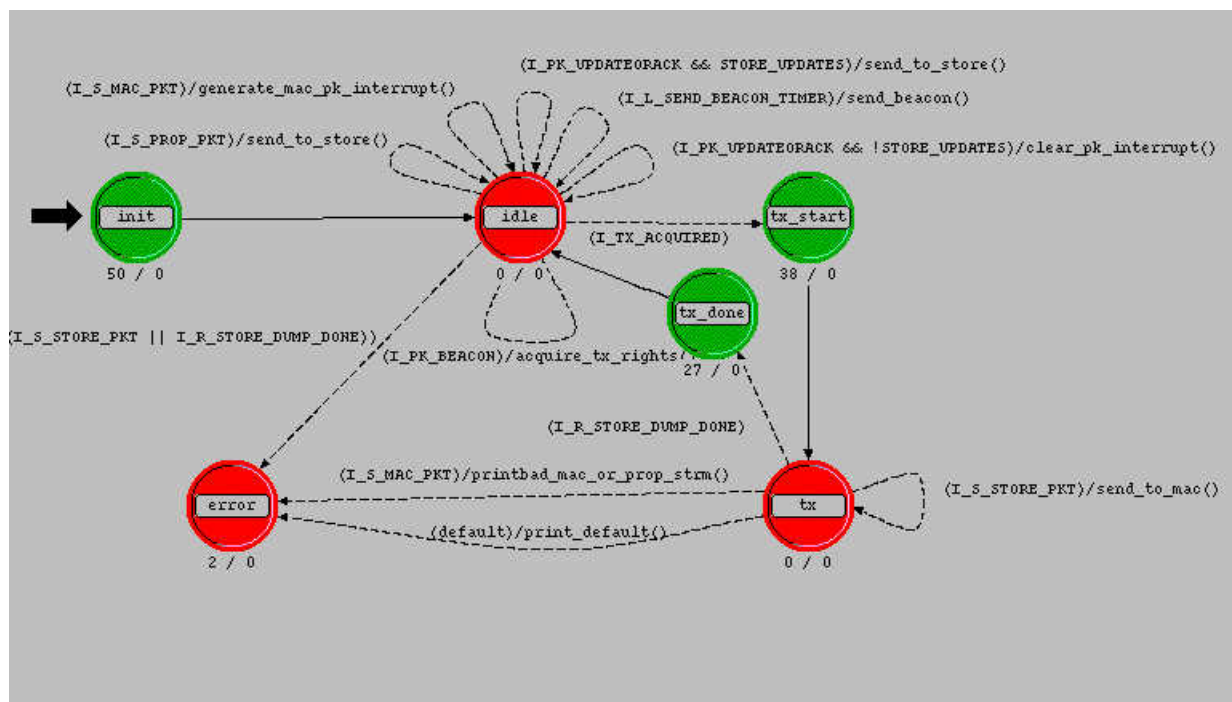 (I_PK_UPDATEORACK && STORE_UPDATES)/send_to_store()
(I_S_MAC_PKT)/generate_mac_pk_interrupt()
(I_L_SEND_BEACON_TIMER)/send_beacon()
(I_S_PROP_PKT)/send_to_store()
(I_PK_UPDATEORACK && !STORE_UPDATES)/clear_pk_interrupt()
init
idle
tx_start
(I_TX_ACQUIRED)
50 / 0
0 / 0
38 / 0
tx_done
(I_S_STORE_PKT || I_R_STORE_DUMP_DONE))
(I_PK_BEACON)/acquire_tx_rights
27 / 0
(I_R_STORE_DUMP_DONE)
(I_S_MAC_PKT)/printbad_mac_or_prop_strm()
(I_S_STORE_PKT)/send_to_mac()
error
tx
(default)/print_default()
2 / 0
0 / 0